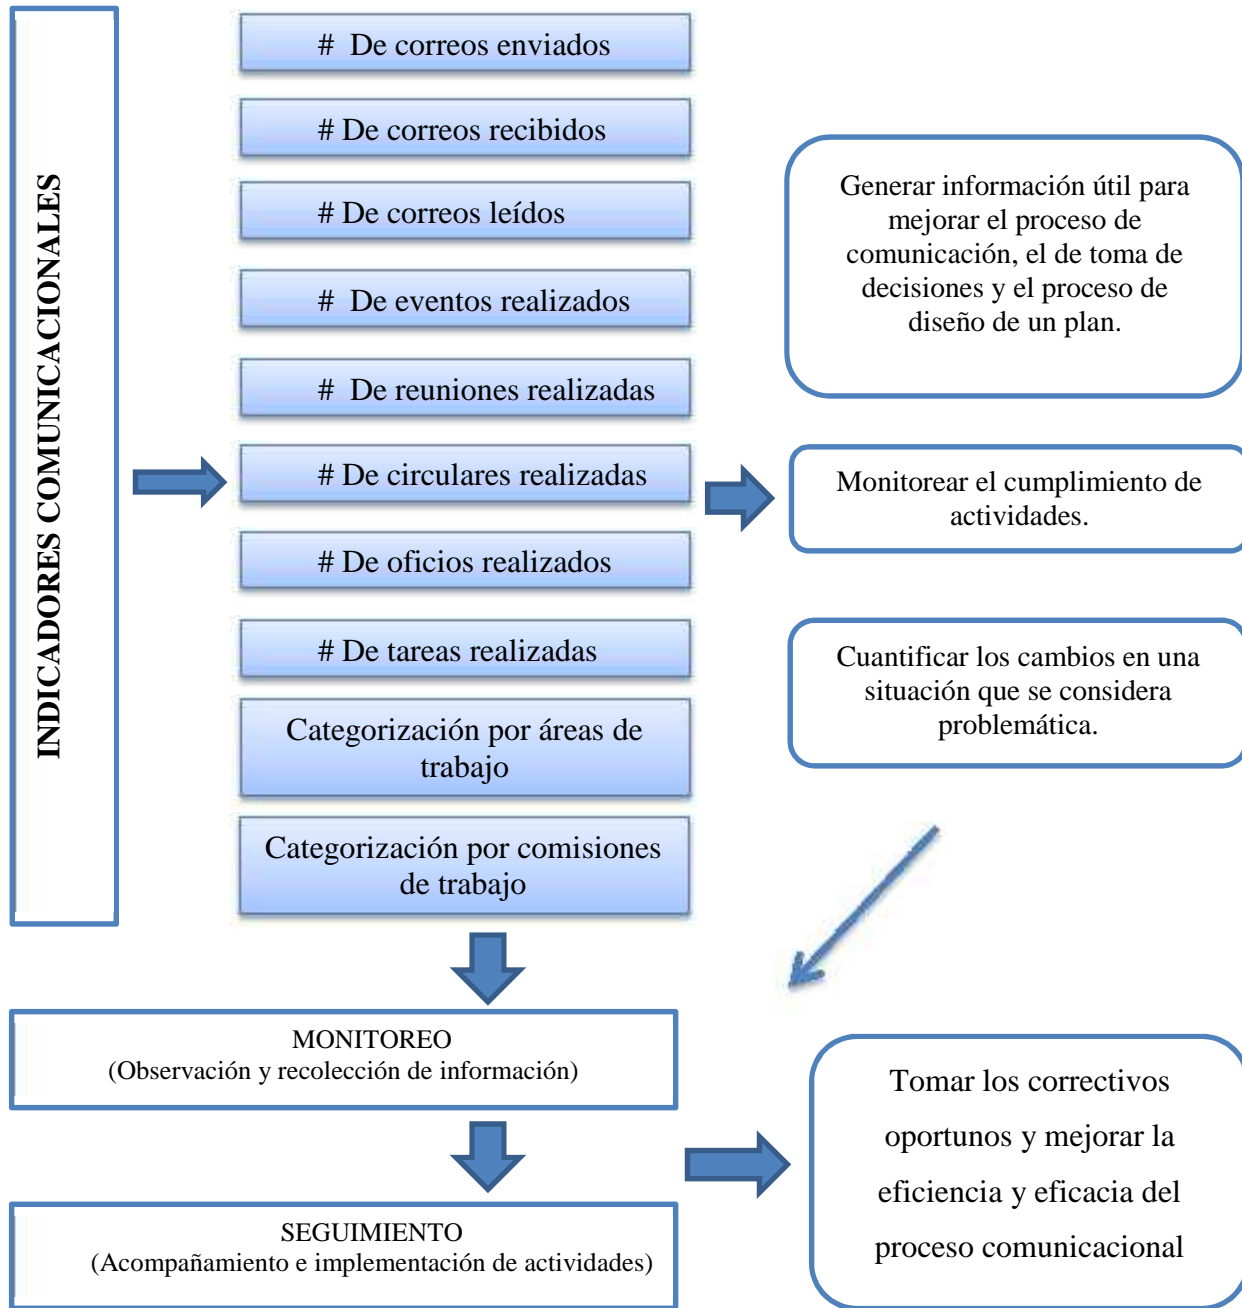 INDICADORES COMUNICACIONALES
# De correos enviados
# De correos recibidos
# De correos leídos
# De eventos realizados
# De reuniones realizadas
# De circulares realizadas
# De oficios realizados
# De tareas realizadas
Categorización por áreas de
trabajo
Categorización por comisiones
de trabajo
Generar información útil para
mejorar el proceso de
comunicación, el de toma de
decisiones y el proceso de
diseño de un plan.
Monitorear el cumplimiento de
actividades.
Cuantificar los cambios en una
situación que se considera
problemática.
MONITOREO
(Observación y recolección de información)
SEGUIMIENTO
(Acompañamiento e implementación de actividades)
Tomar los correctivos
oportunos y mejorar la
eficiencia y eficacia del
proceso comunicacional